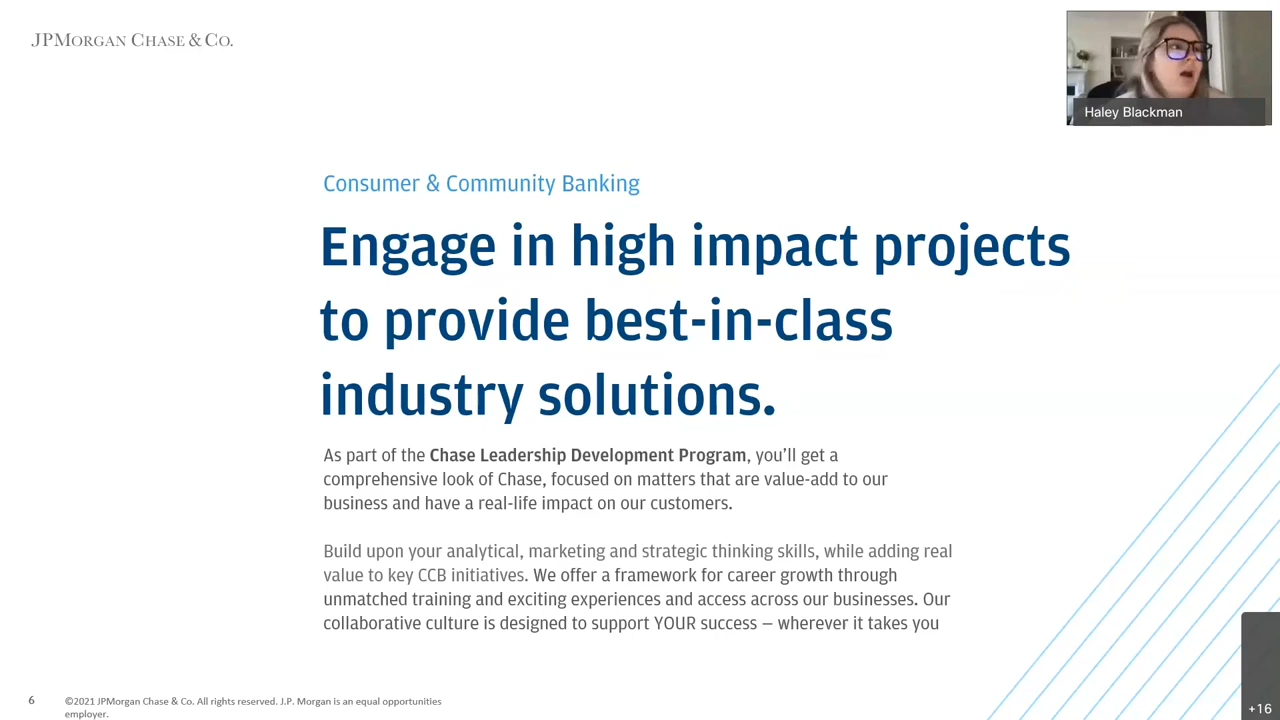 JPMORGAN CHASE & CO.
Haley Blackman
Consumer & Community Banking
Engage in high impact projects
to provide best-in-class
industry solutions.
As part of the Chase Leadership Development Program, you'll get a
comprehensive look of Chase, focused on matters that are value-add to our
business and have a real-life impact on our customers.
Build upon your analytical, marketing and strategic thinking skills, while adding real
value to key CCB initiatives. We offer a framework for career growth through
unmatched training and exciting experiences and access across our businesses. Our
collaborative culture is designed to support YOUR success – wherever it takes you
6
©2021 JPMorgan Chase & Co. All rights reserved. J.P. Morgan is an equal opportunities
employer.
+16